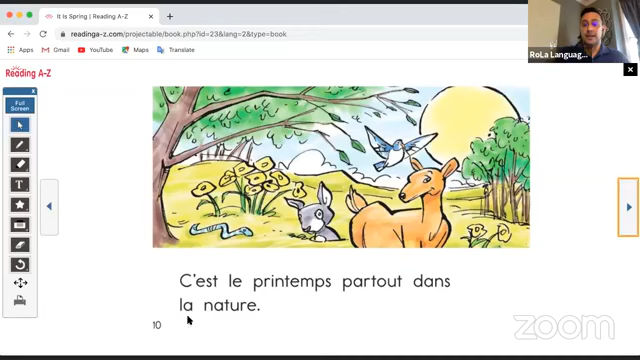 It Is Spring | Reading A-Z
readinga-z.com/projectable/book.php?id=23&lang=2&type=book
Apps
Gmail
YouTube
Maps
Translate
RoLa Languag...
Reading A-Z
Full
Screen
T
C'est le printemps partout dans
la nature.
10
zoom